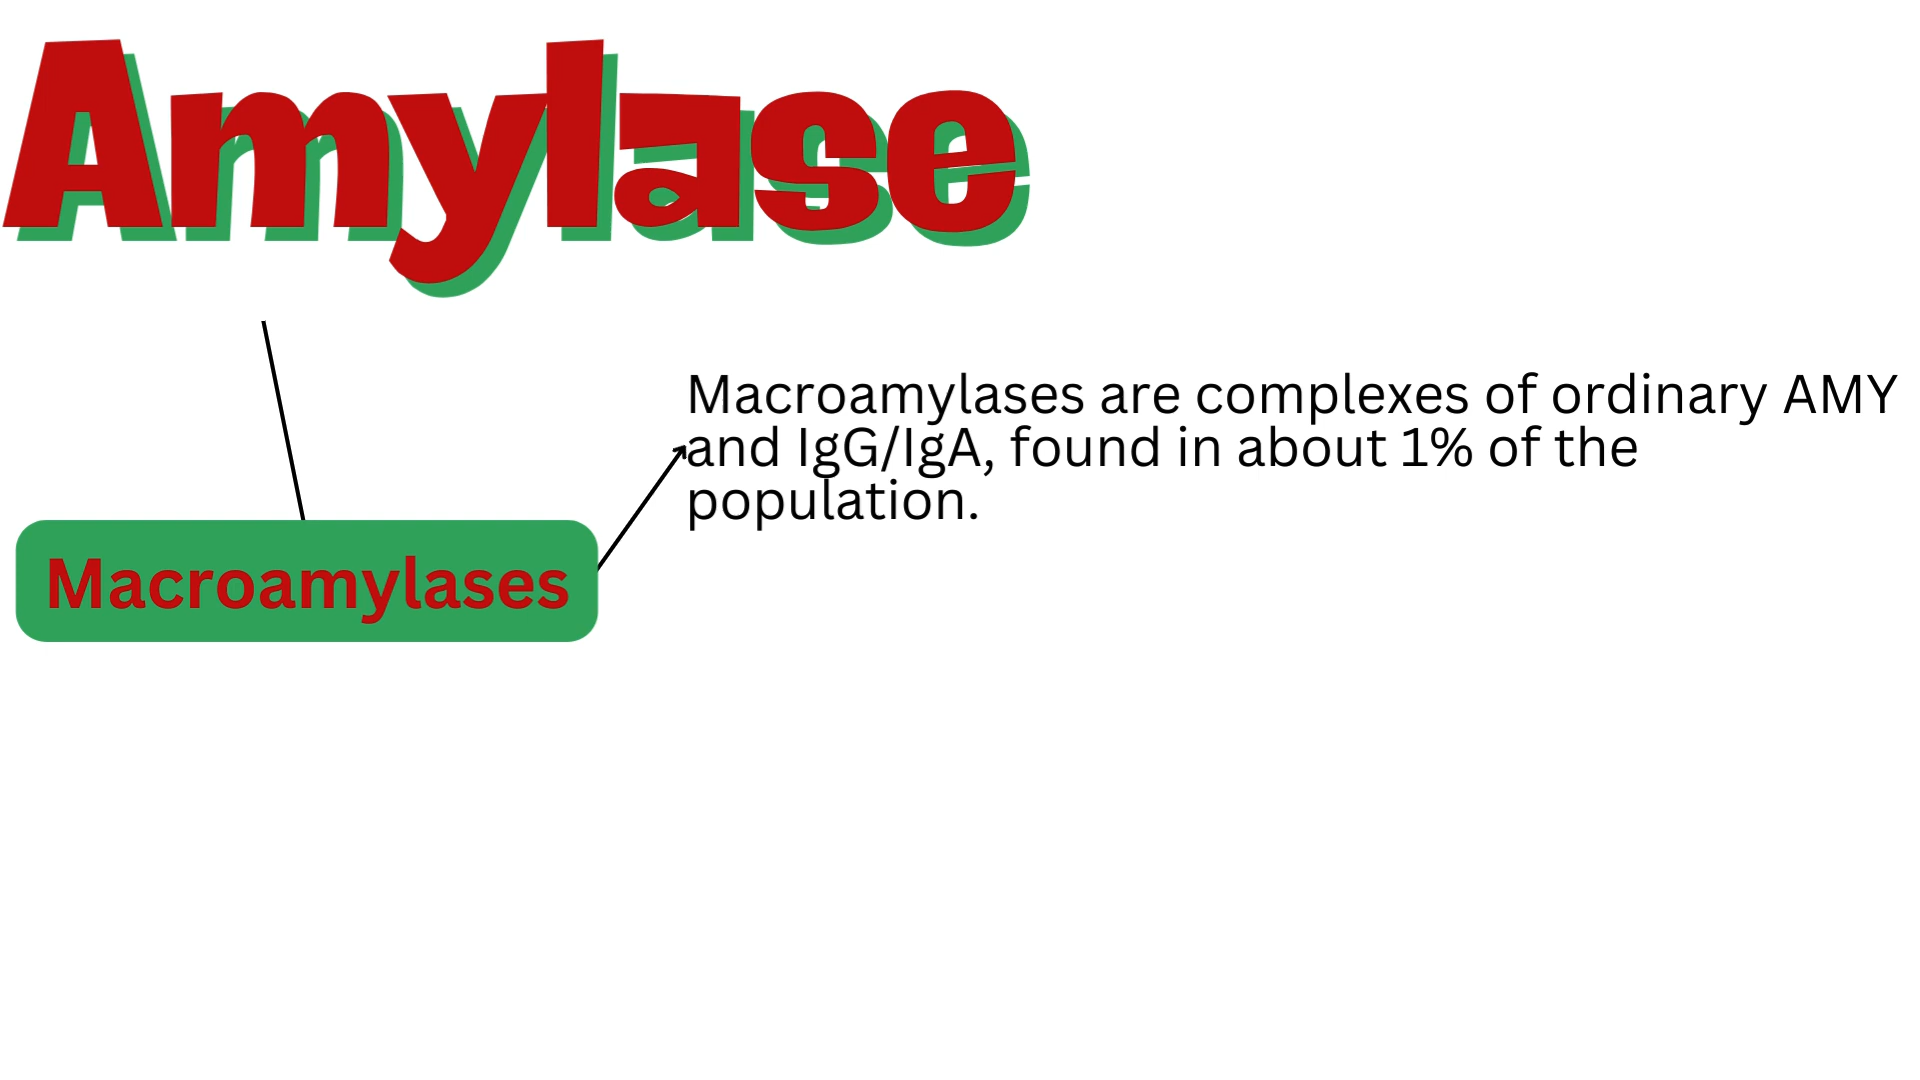 Amylase
Macroamylases are complexes of ordinary AMY
and IgG/IgA, found in about 1% of the
population.
Macroamylases